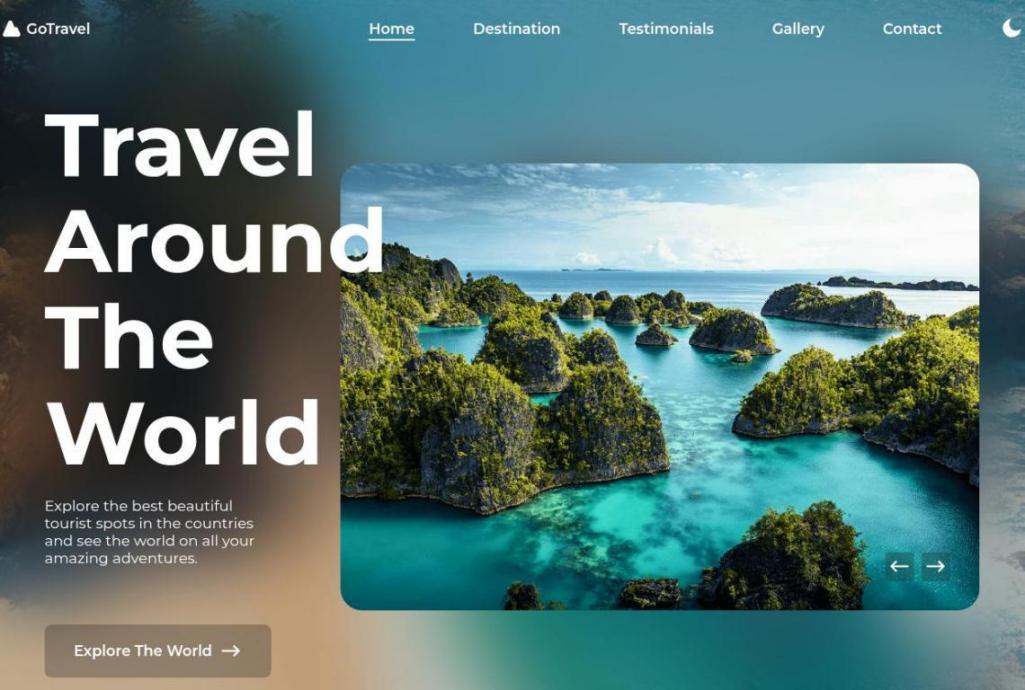 GoTravel
Home
Destination
Testimonials
Gallery
Contact
Travel
Around
The
World
Explore the best beautiful
tourist spots in the countries
and see the world on all your
amazing adventures.
Explore The World